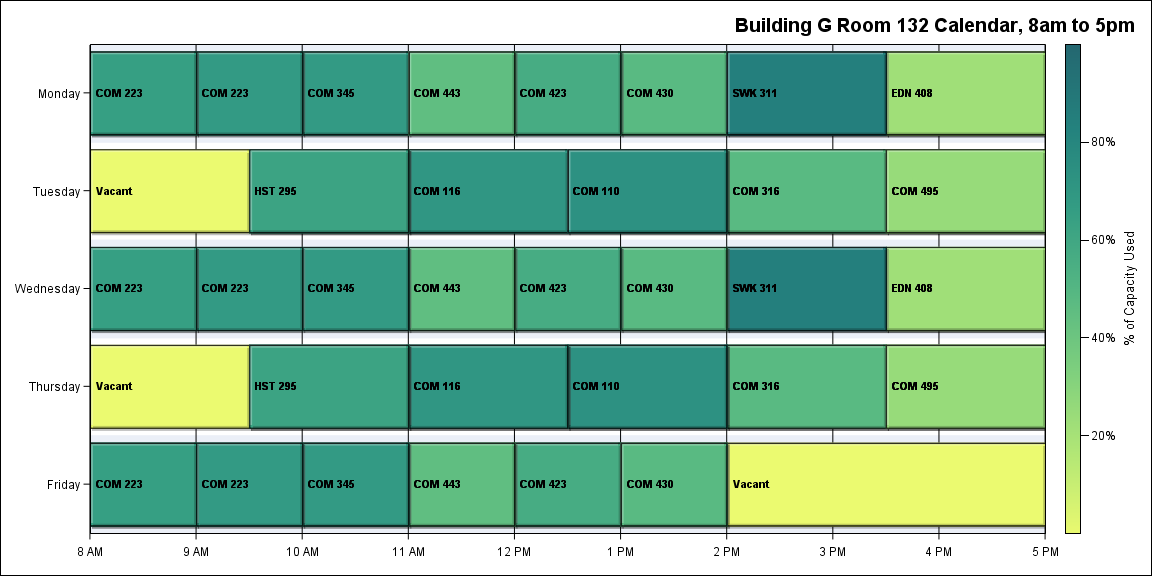 Building G Room 132 Calendar, 8am to 5pm
Monday COM 223 COM 223 COM 345 COM 443 COM 423 COM 430 SWK 311 EDN 408
80%
Tuesday Vacant HST 295 COM 116 COM 110 COM 316 COM 495
60%
Wednesday COM 223 COM 223 COM 345 COM 443 COM 423 COM 430 SWK 311 EDN 408
% of Capacity Used
40%
Thursday Vacant HST 295 COM 116 COM 110 COM 316 COM 495
20%
Friday COM 223 COM 223 COM 345 COM 443 COM 423 COM 430 Vacant
8 AM 9 AM 10 AM 11 AM 12 PM 1 PM 2 PM 3 PM 4 PM 5 PM